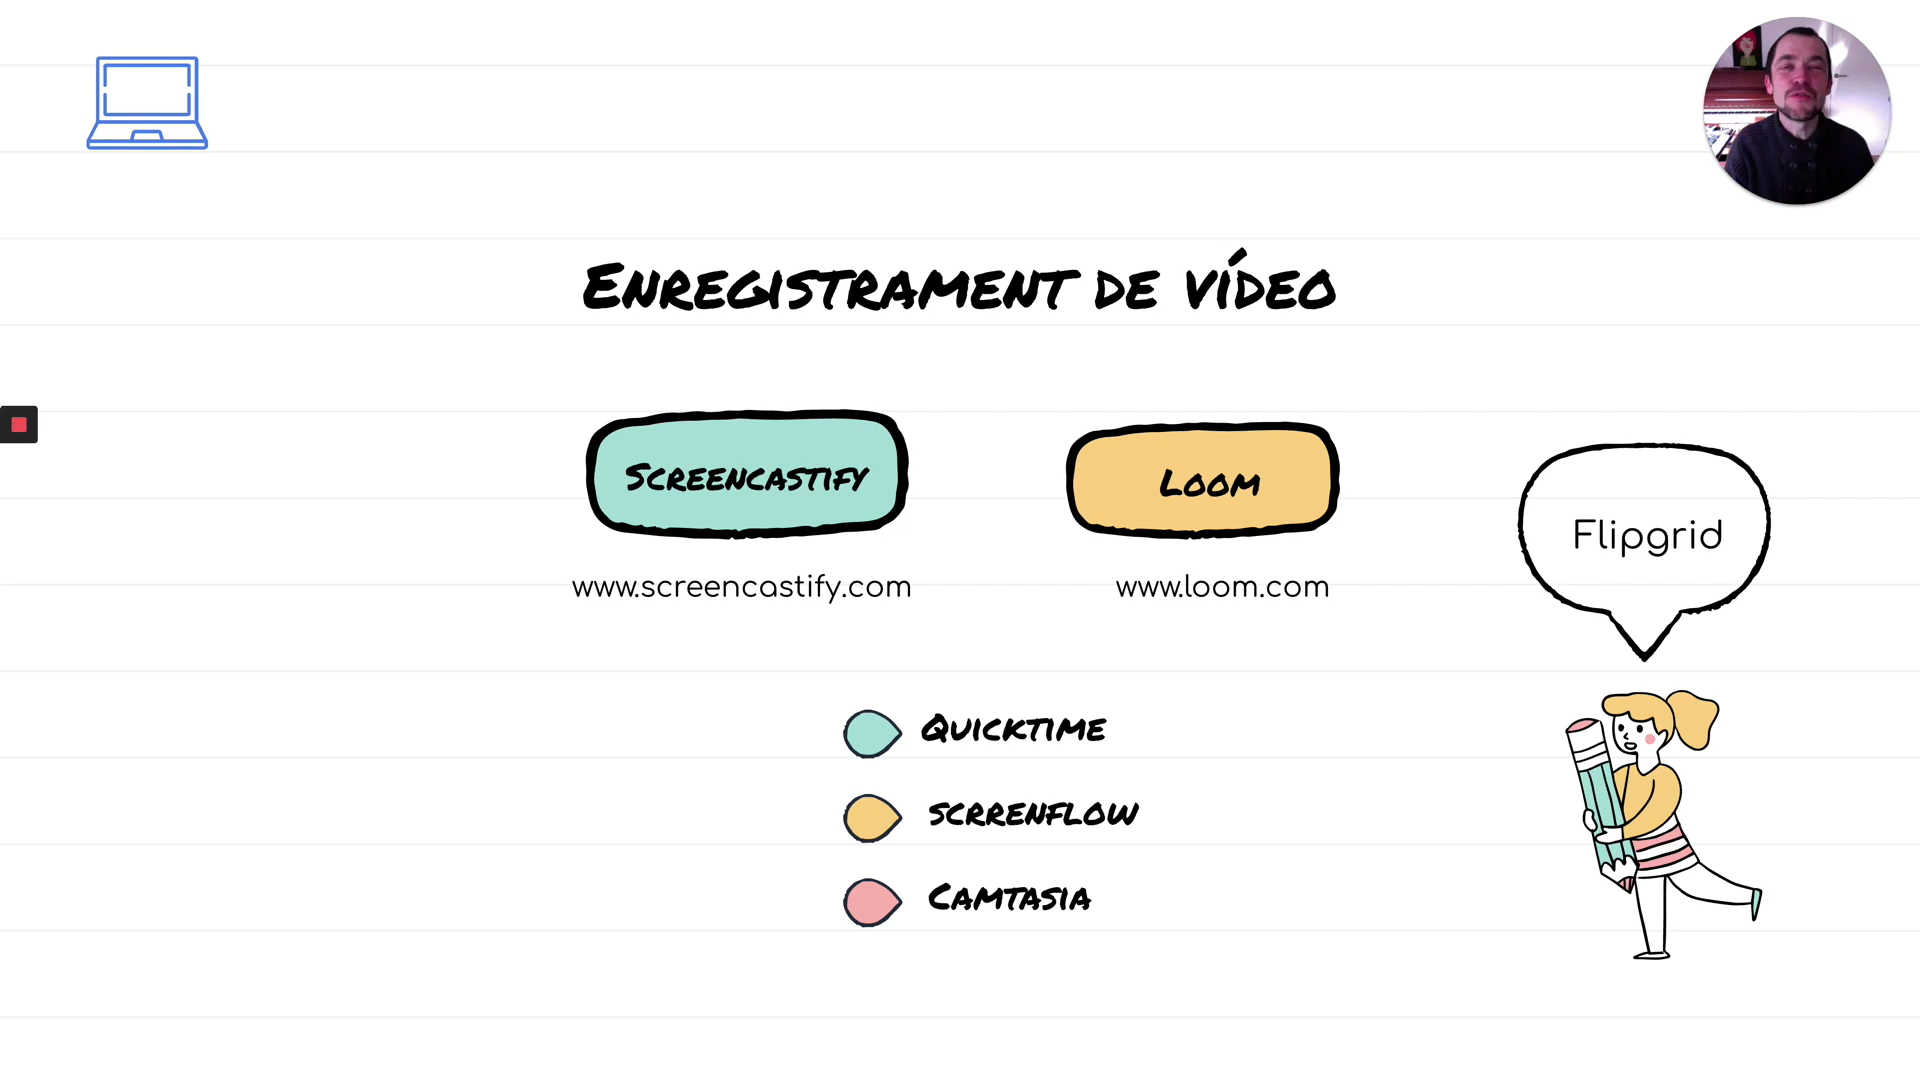 Enregistrament de vídeo
Screencastify
Loom
www.screencastify.com
www.loom.com
Flipgrid
Quicktime
scrrenflow
Camtasia